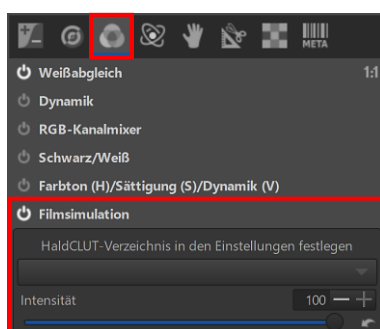 META
Weißabgleich 1:1
Dynamik
RGB-Kanalmixer
Schwarz/Weiß
Farbton (H)/Sättigung (S)/Dynamik (V)
Filmsimulation
HaldCLUT-Verzeichnis in den Einstellungen festlegen
Intensität 100